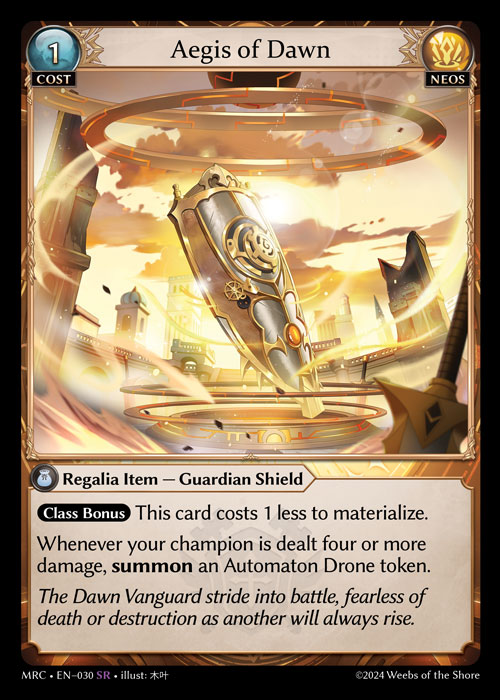 1
COST
Aegis of Dawn
NEOS
Regalia Item — Guardian Shield
Class Bonus This card costs 1 less to materialize.
Whenever your champion is dealt four or more
damage, summon an Automaton Drone token.
The Dawn Vanguard stride into battle, fearless of
death or destruction as another will always rise.
MRC • EN–030 SR • illust: 木叶
©2024 Weebs of the Shore